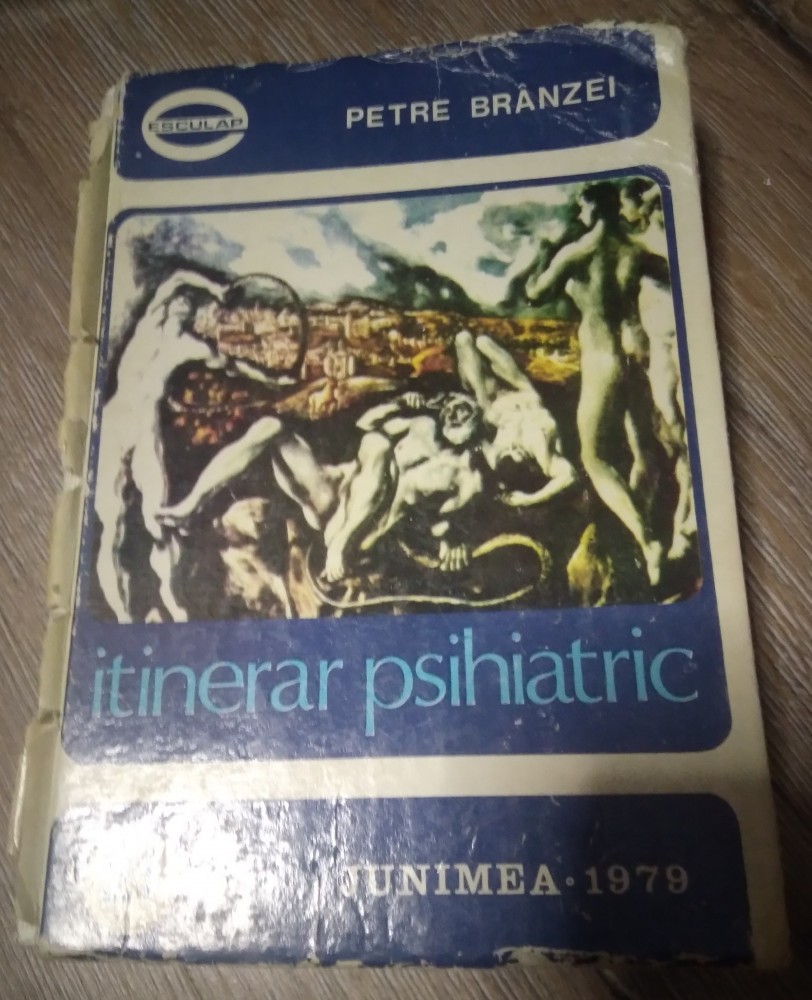 ESCULAP
PETRE BRÂNZEI
itinerar psihiatric
JUNIMEA · 1979